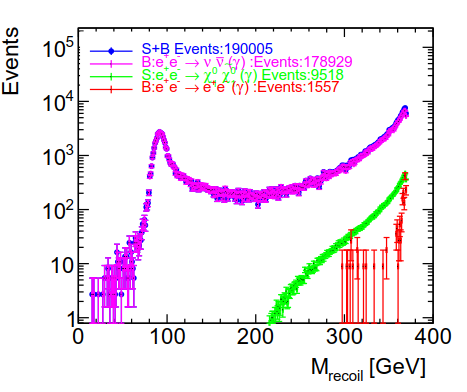 Events
S+B Events:190005
B:e⁺e⁻ → ν ν̄ (γ) :Events:178929
S:e⁺e⁻ → χ⁰ χ⁰ (γ) :Events:9518
B:e⁺e⁻ → e⁺e⁻ (γ) :Events:1557
10⁵
10⁴
10³
10²
10
1
0 100 200 300 400
M_recoil [GeV]